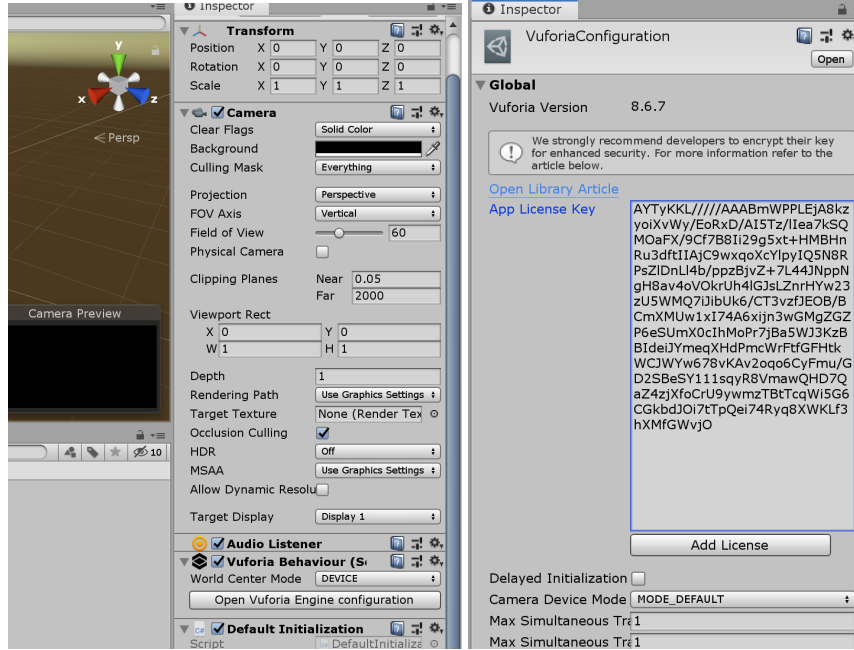 y
x
z
Persp
Camera Preview
10
Inspector
Transform
Position X 0 Y 0 Z 0
Rotation X 0 Y 0 Z 0
Scale X 1 Y 1 Z 1
Camera
Clear Flags Solid Color
Background
Culling Mask Everything
Projection Perspective
FOV Axis Vertical
Field of View 60
Physical Camera
Clipping Planes Near 0.05
Far 2000
Viewport Rect
X 0 Y 0
W 1 H 1
Depth 1
Rendering Path Use Graphics Settings
Target Texture None (Render Tex
Occlusion Culling
HDR Off
MSAA Use Graphics Settings
Allow Dynamic Resolu
Target Display Display 1
Audio Listener
Vuforia Behaviour (S
World Center Mode DEVICE
Open Vuforia Engine configuration
Default Initialization
Script DefaultInitializa
Inspector
VuforiaConfiguration
Open
Global
Vuforia Version 8.6.7
We strongly recommend developers to encrypt their key
for enhanced security. For more information refer to the
article below.
Open Library Article
App License Key AYTyKKL/////AAABmWPPLEjA8kz
yoiXvWy/EoRxD/AI5Tz/lIea7kSQ
MOaFX/9Cf7B8Ii29g5xt+HMBHn
Ru3dftIIAjC9wxqoXcYlpyIQ5N8R
PsZlDnLl4b/ppzBjvZ+7L44JNppN
gH8av4oVOkrUh4lGJsLZnrHYw23
zU5WMQ7iJibUk6/CT3vzfJEOB/B
CmXMUw1xI74A6xijn3wGMgZGZ
P6eSUmX0cIhMoPr7jBa5WJ3KzB
BIdeiJYmeqXHdPmcWrFtfGFHtk
WCJWYw678vKAv2oqo6CyFmu/G
D2SBeSY111sqyR8VmawQHD7Q
aZ4zjXfoCrU9ywmzTBtTcqWi5G6
CGkbdJOi7tTpQei74Ryq8XWKLf3
hXMfGWvjO
Add License
Delayed Initialization
Camera Device Mode MODE_DEFAULT
Max Simultaneous Tra 1
Max Simultaneous Tra 1